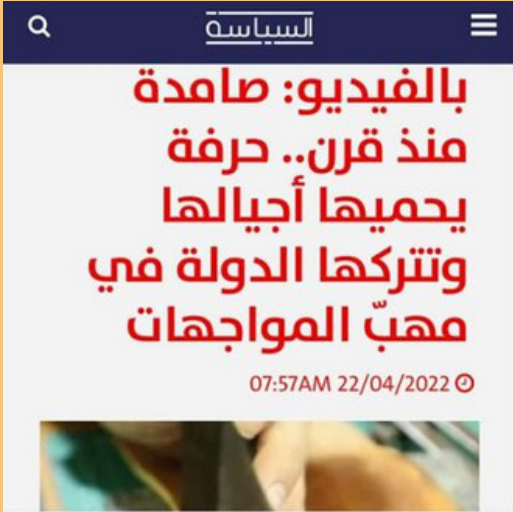 السياسة
بالفيديو: صامدة
منذ قرن.. حرفة
يحميها أجيالها
وتتركها الدولة في
مهبّ المواجهات
07:57AM 22/04/2022